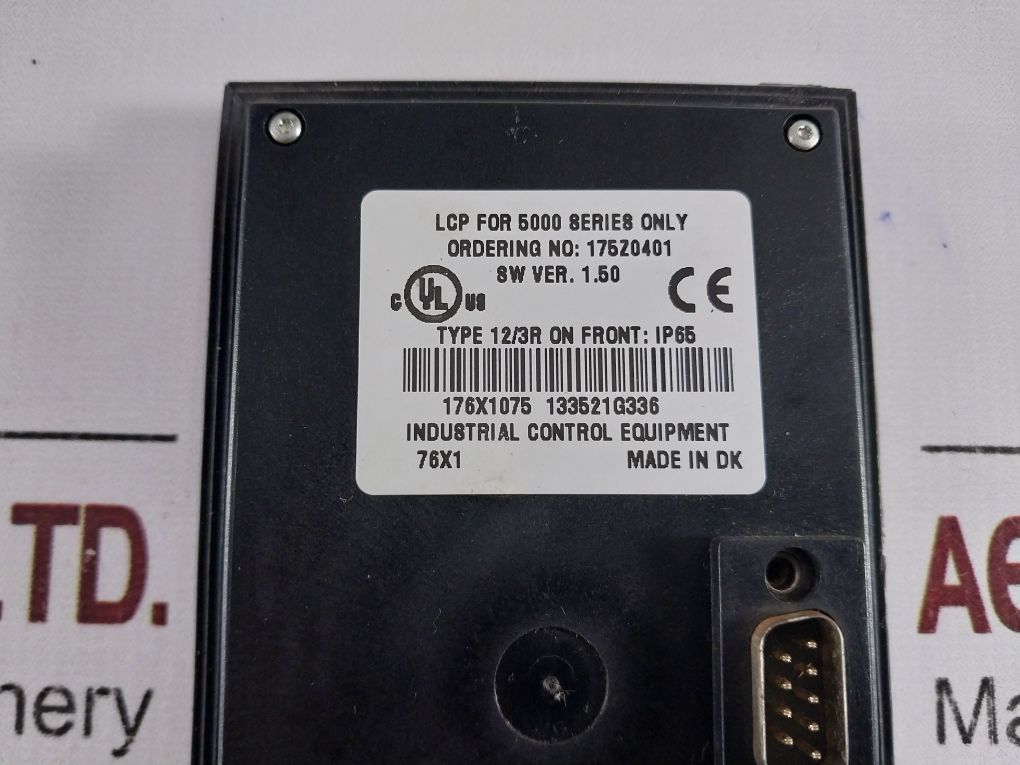 LCP FOR 5000 SERIES ONLY
ORDERING NO: 175Z0401
SW VER. 1.50
C UL US
CE
TYPE 12/3R ON FRONT: IP65
176X1075 133521G336
INDUSTRIAL CONTROL EQUIPMENT
76X1 MADE IN DK
LTD.
nery
Ma